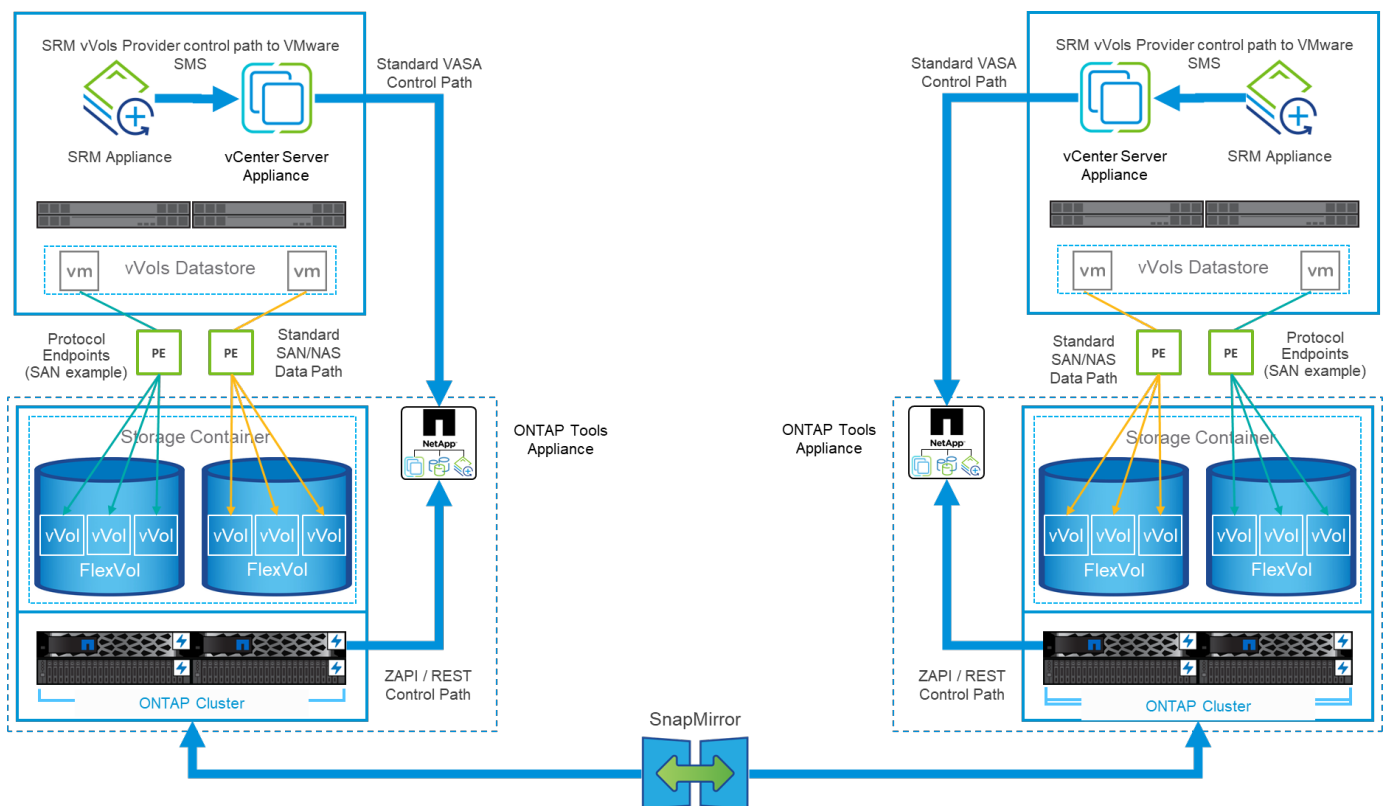 SRM vVols Provider control path to VMware
SMS
SRM Appliance
vCenter Server
Appliance
Standard VASA
Control Path
vm
vVols Datastore
vm
Protocol
Endpoints
(SAN example)
PE
PE
Standard
SAN/NAS
Data Path
Storage Container
vVol
vVol
vVol
FlexVol
vVol
vVol
vVol
FlexVol
NetApp
ONTAP Tools
Appliance
ONTAP Cluster
ZAPI / REST
Control Path
SnapMirror
Standard VASA
Control Path
SRM vVols Provider control path to VMware
SMS
vCenter Server
Appliance
SRM Appliance
vm
vVols Datastore
vm
Standard
SAN/NAS
Data Path
PE
PE
Protocol
Endpoints
(SAN example)
ONTAP Tools
Appliance
NetApp
Storage Container
vVol
vVol
vVol
FlexVol
vVol
vVol
vVol
FlexVol
ZAPI / REST
Control Path
ONTAP Cluster